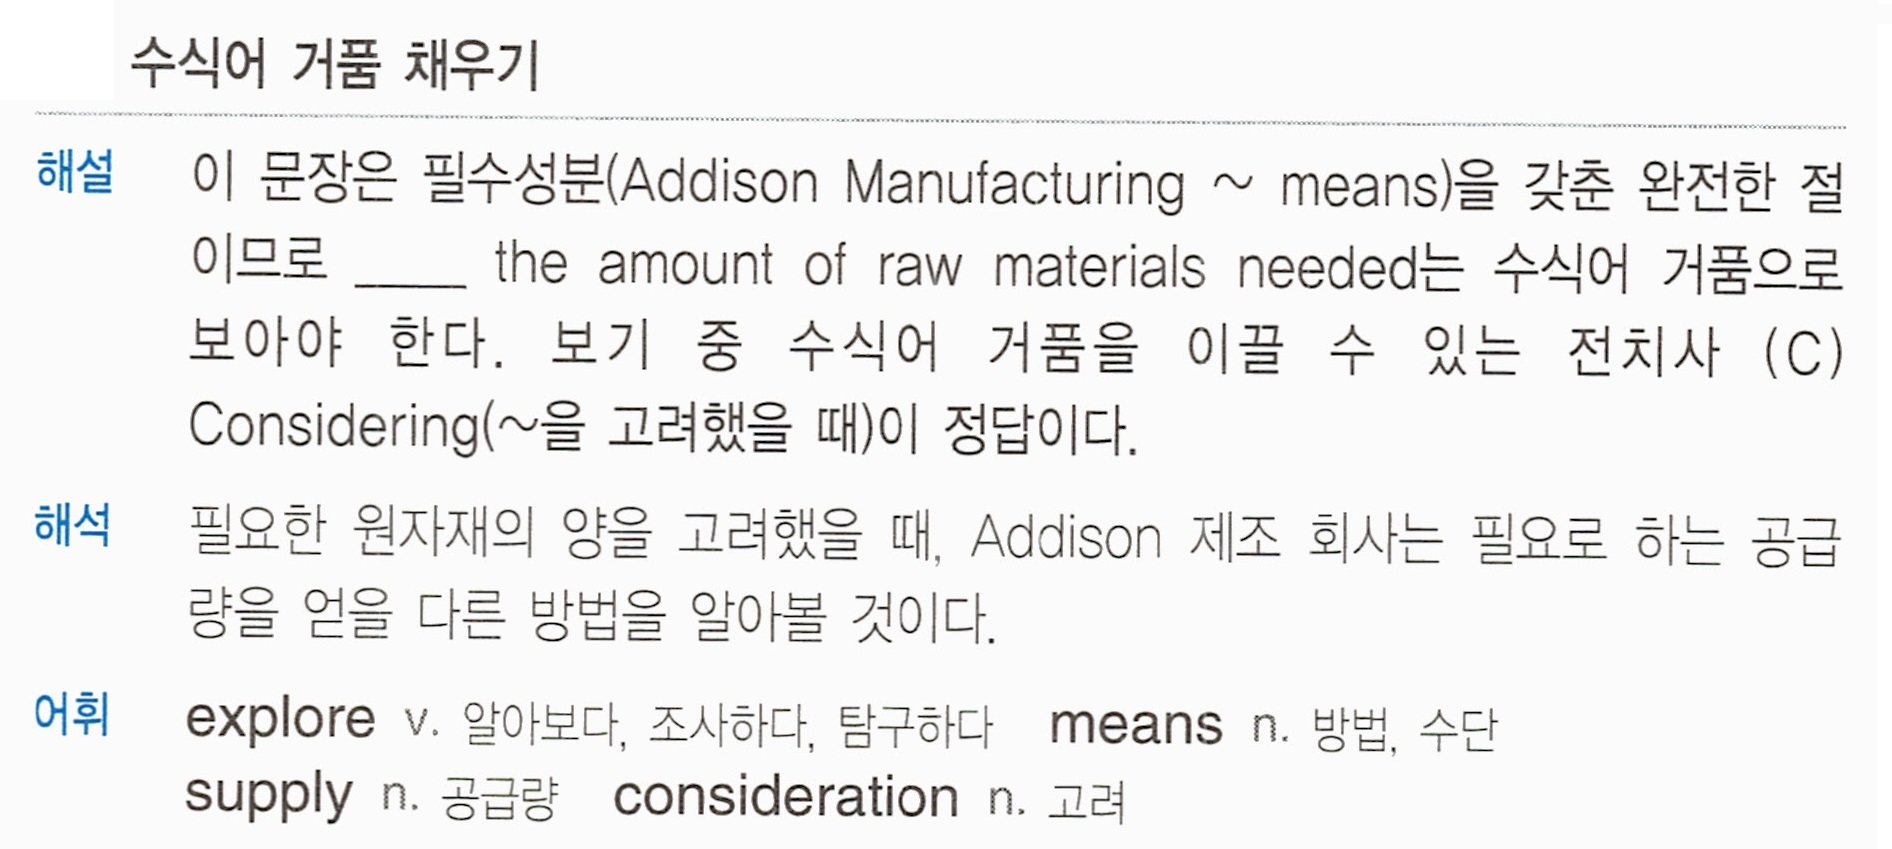 수식어 거품 채우기
해설 이 문장은 필수성분(Addison Manufacturing ~ means)을 갖춘 완전한 절
이므로 ____ the amount of raw materials needed는 수식어 거품으로
보아야 한다. 보기 중 수식어 거품을 이끌 수 있는 전치사 (C)
Considering(~을 고려했을 때)이 정답이다.
해석 필요한 원자재의 양을 고려했을 때, Addison 제조 회사는 필요로 하는 공급
량을 얻을 다른 방법을 알아볼 것이다.
어휘 explore v. 알아보다, 조사하다, 탐구하다 means n. 방법, 수단
supply n. 공급량 consideration n. 고려